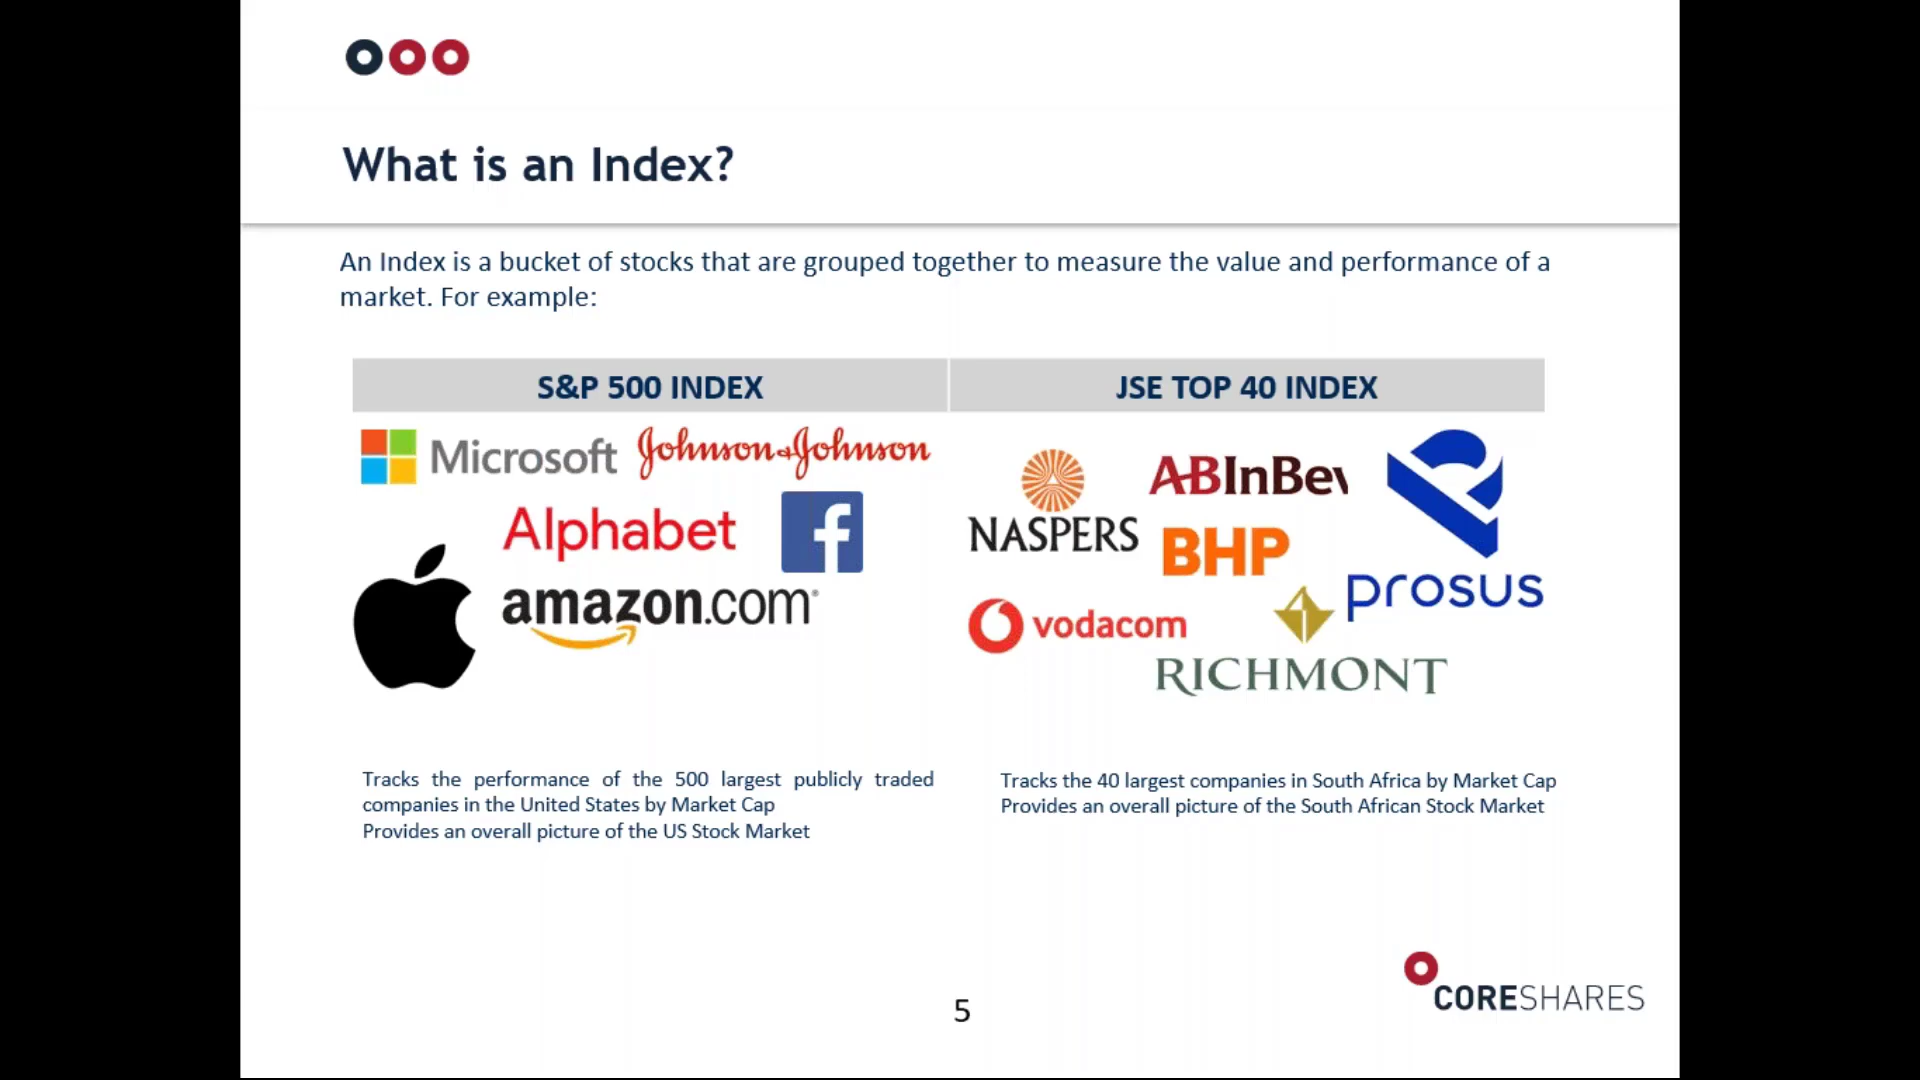 What is an Index?
An Index is a bucket of stocks that are grouped together to measure the value and performance of a
market. For example:
S&P 500 INDEX
JSE TOP 40 INDEX
Microsoft
Johnson & Johnson
Alphabet
f
amazon.com
NASPERS
ABInBev
BHP
prosus
vodacom
RICHMONT
Tracks the performance of the 500 largest publicly traded
companies in the United States by Market Cap
Provides an overall picture of the US Stock Market
Tracks the 40 largest companies in South Africa by Market Cap
Provides an overall picture of the South African Stock Market
5
CORESHARES